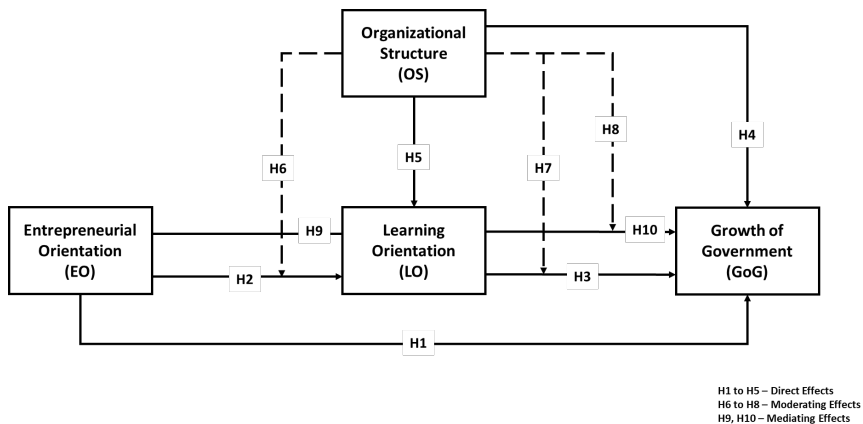 Organizational
Structure
(OS)
H8
H4
H5
H6
H7
Entrepreneurial
Orientation
(EO)
H9
Learning
Orientation
(LO)
H10
Growth of
Government
(GoG)
H2
H3
H1
H1 to H5 – Direct Effects
H6 to H8 – Moderating Effects
H9, H10 – Mediating Effects